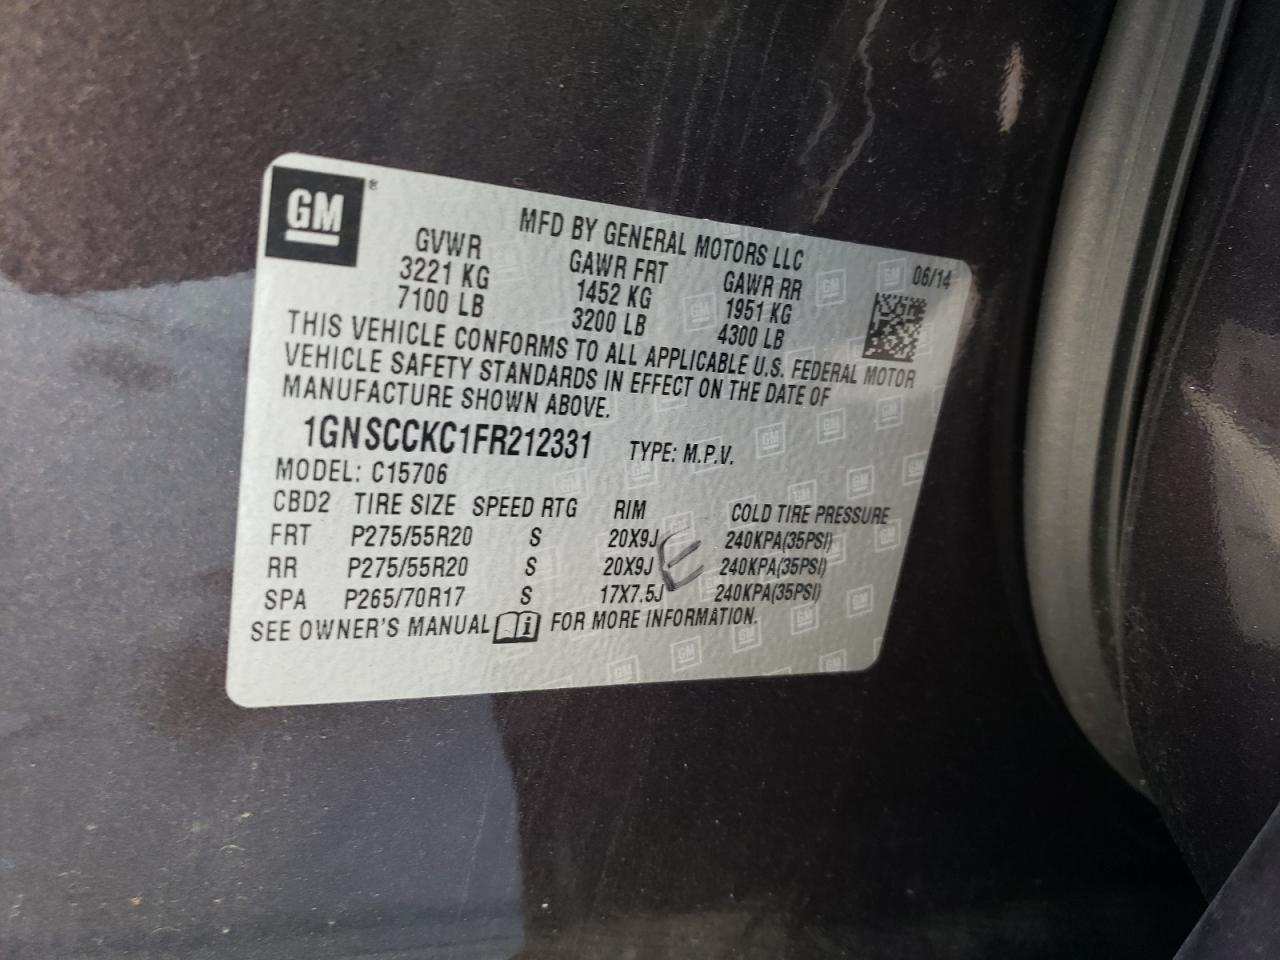 GM®
MFD BY GENERAL MOTORS LLC
GVWR GAWR FRT GAWR RR 06/14
3221 KG 1452 KG 1951 KG
7100 LB 3200 LB 4300 LB
THIS VEHICLE CONFORMS TO ALL APPLICABLE U.S. FEDERAL MOTOR
VEHICLE SAFETY STANDARDS IN EFFECT ON THE DATE OF
MANUFACTURE SHOWN ABOVE.
1GNSCCKC1FR212331 TYPE: M.P.V.
MODEL: C15706
CBD2 TIRE SIZE SPEED RTG RIM COLD TIRE PRESSURE
FRT P275/55R20 S 20X9J 240KPA(35PSI)
RR P275/55R20 S 20X9J E 240KPA(35PSI)
SPA P265/70R17 S 17X7.5J 240KPA(35PSI)
SEE OWNER'S MANUAL i FOR MORE INFORMATION.